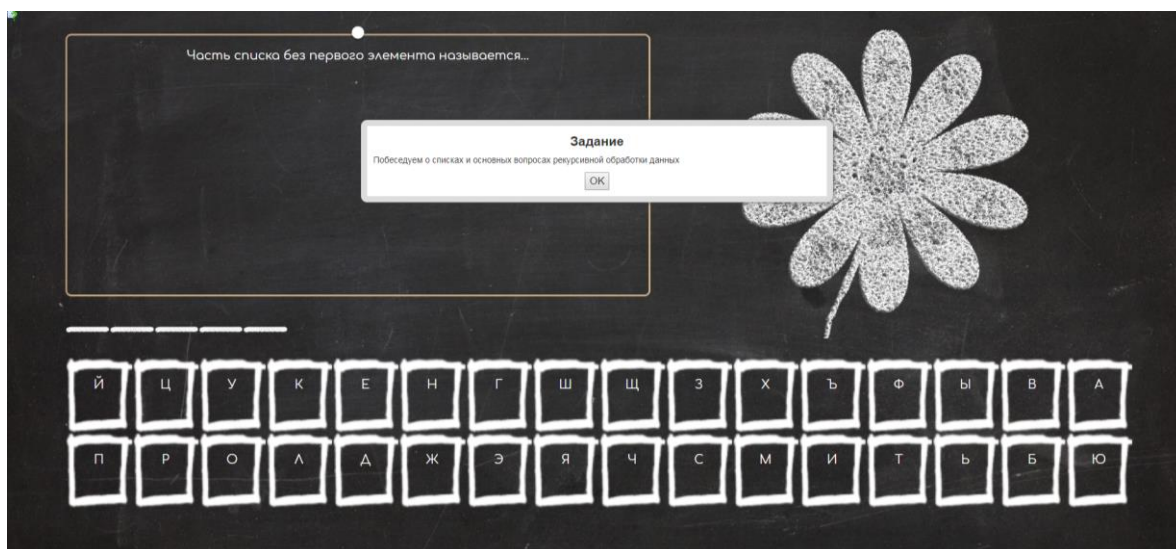 Часть списка без первого элемента называется...
Задание
Побеседуем о списках и основных вопросах рекурсивной обработки данных
OK
Й Ц У К Е Н Г Ш Щ З Х Ъ Ф Ы В А
П Р О Л Д Ж Э Я Ч С М И Т Ь Б Ю